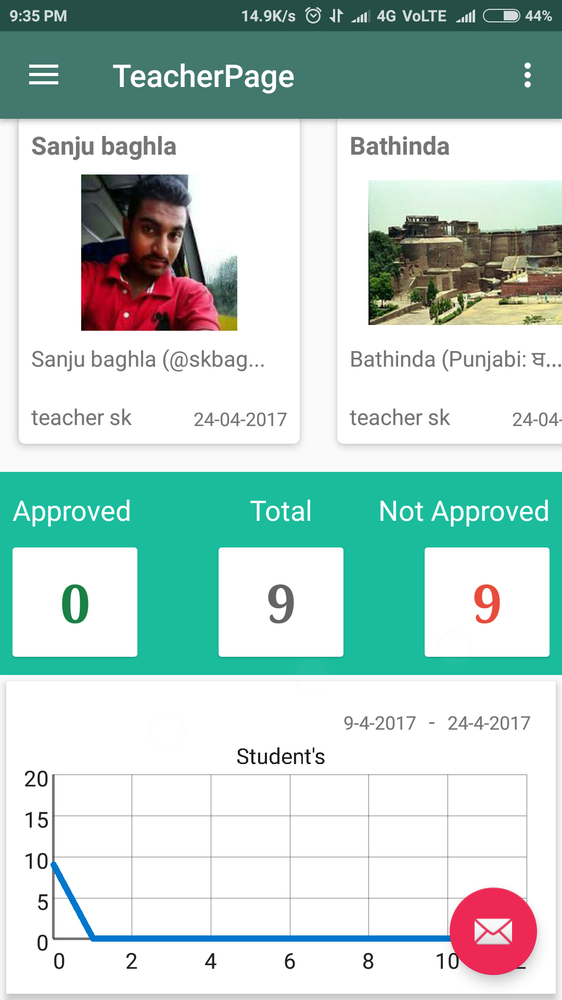 9:35 PM 14.9K/s 4G VoLTE 44%
TeacherPage
Sanju baghla
Bathinda
Sanju baghla (@skbag...
Bathinda (Punjabi: ਬ...
teacher sk 24-04-2017
teacher sk 24-04-
Approved Total Not Approved
0 9 9
9-4-2017 - 24-4-2017
Student's
20
15
10
5
0
0 2 4 6 8 10